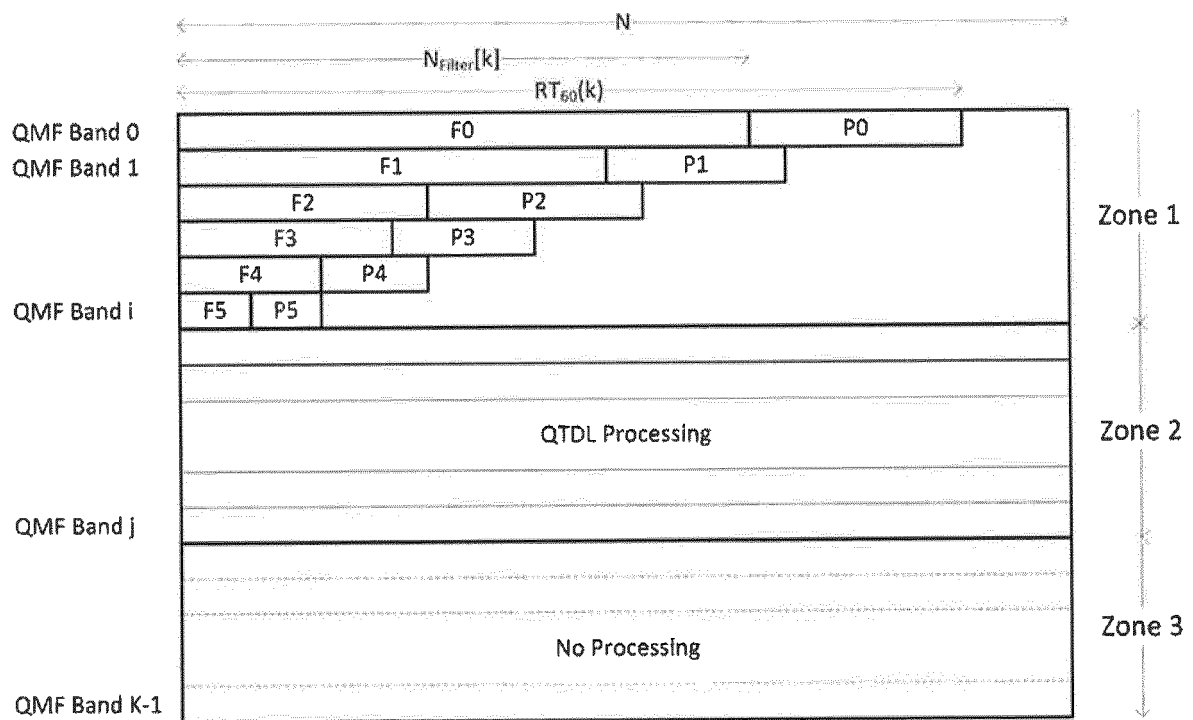 N
N_Filter[k]
RT_60(k)
QMF Band 0 F0 P0
QMF Band 1 F1 P1
F2 P2
F3 P3
Zone 1
F4 P4
QMF Band i F5 P5
QTDL Processing
Zone 2
QMF Band j
No Processing
Zone 3
QMF Band K-1